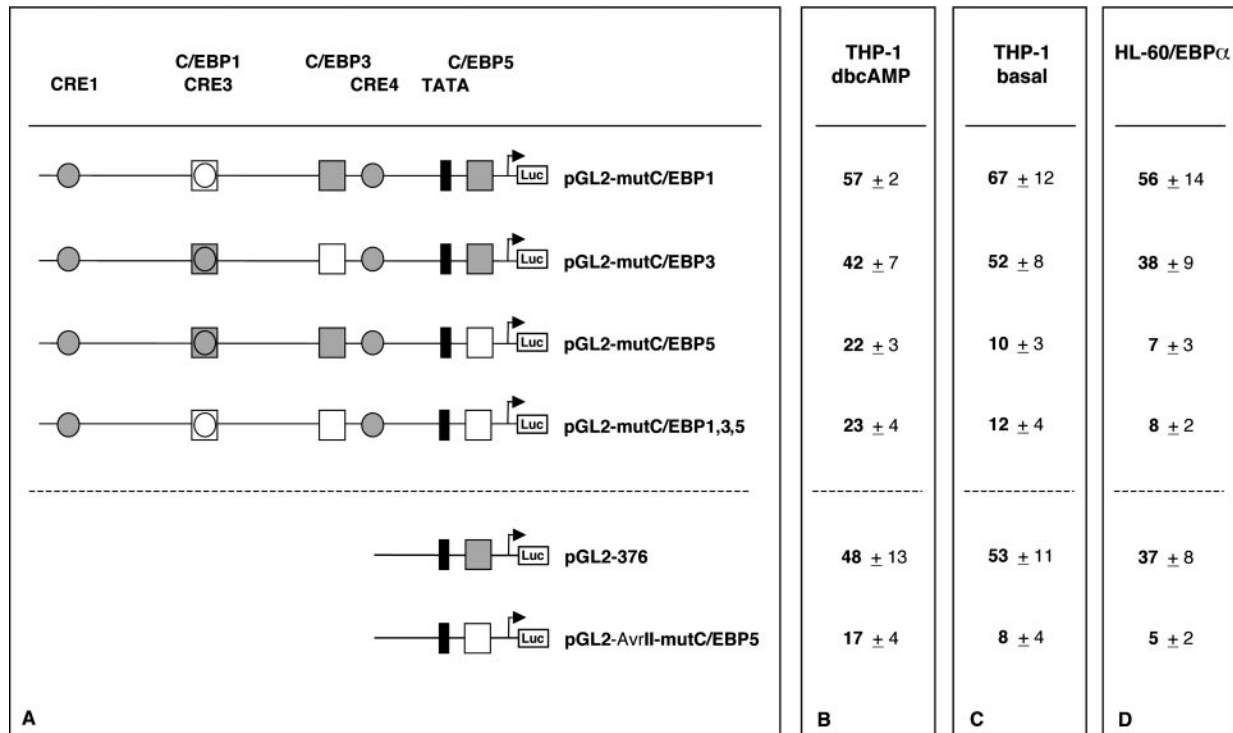 C/EBP1 C/EBP3 C/EBP5
CRE1 CRE3 CRE4 TATA
THP-1
dbcAMP
THP-1
basal
HL-60/EBPα
Luc pGL2-mutC/EBP1 57 ± 2 67 ± 12 56 ± 14
Luc pGL2-mutC/EBP3 42 ± 7 52 ± 8 38 ± 9
Luc pGL2-mutC/EBP5 22 ± 3 10 ± 3 7 ± 3
Luc pGL2-mutC/EBP1,3,5 23 ± 4 12 ± 4 8 ± 2
Luc pGL2-376 48 ± 13 53 ± 11 37 ± 8
Luc pGL2-AvrII-mutC/EBP5 17 ± 4 8 ± 4 5 ± 2
A B C D